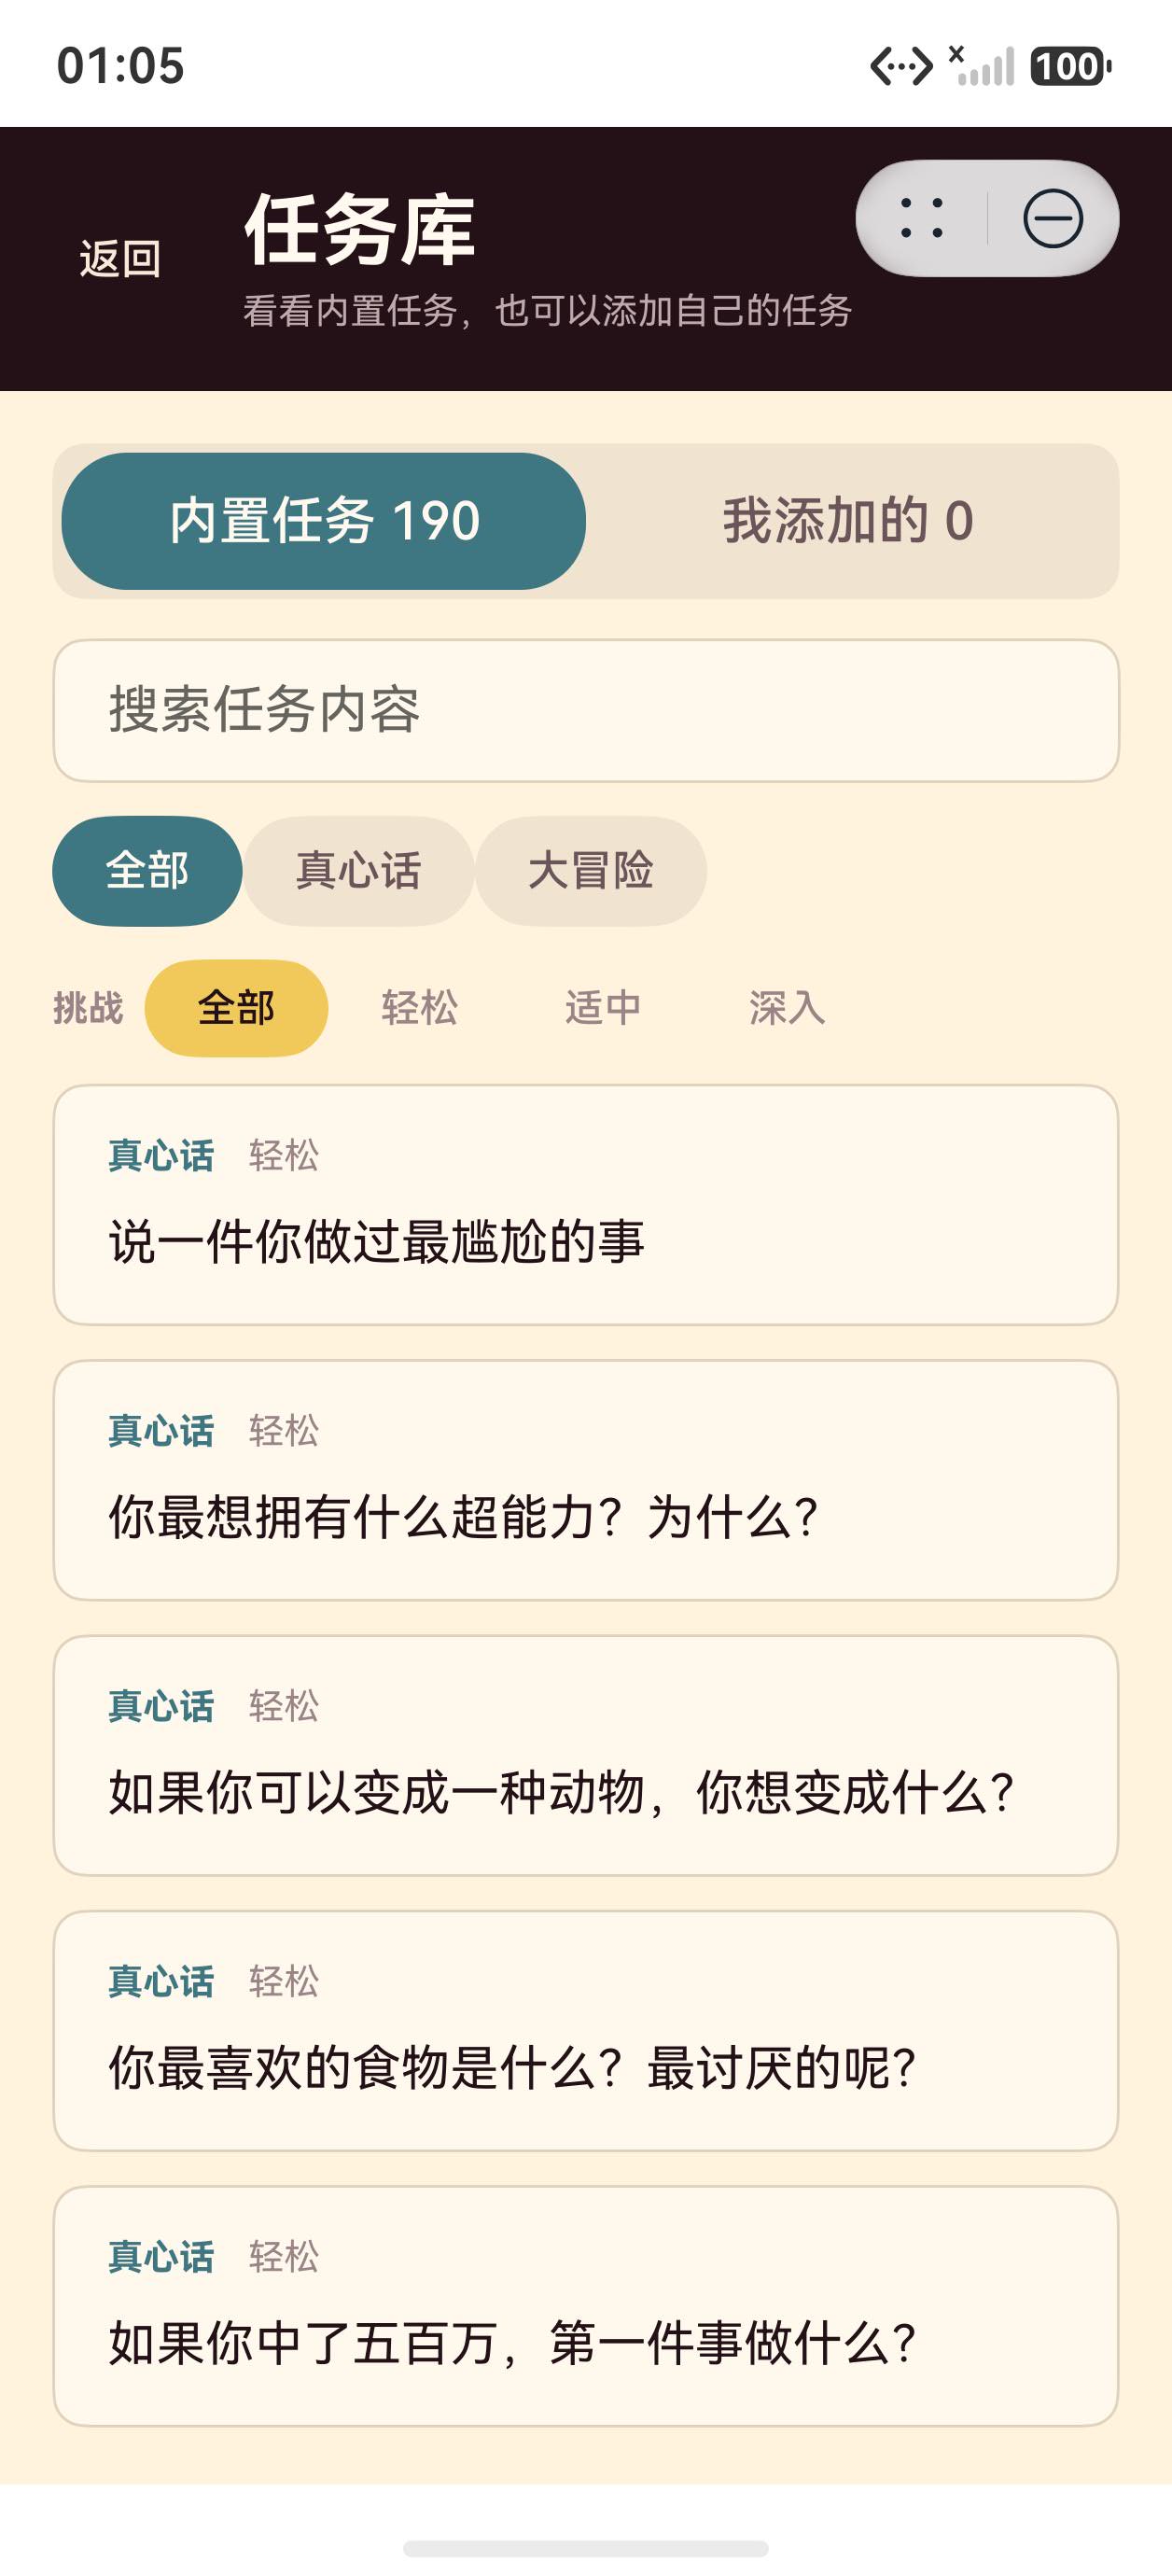 01:05
100
返回
任务库
看看内置任务，也可以添加自己的任务
内置任务 190
我添加的 0
搜索任务内容
全部
真心话
大冒险
挑战
全部
轻松
适中
深入
真心话 轻松
说一件你做过最尴尬的事
真心话 轻松
你最想拥有什么超能力？为什么？
真心话 轻松
如果你可以变成一种动物，你想变成什么？
真心话 轻松
你最喜欢的食物是什么？最讨厌的呢？
真心话 轻松
如果你中了五百万，第一件事做什么？